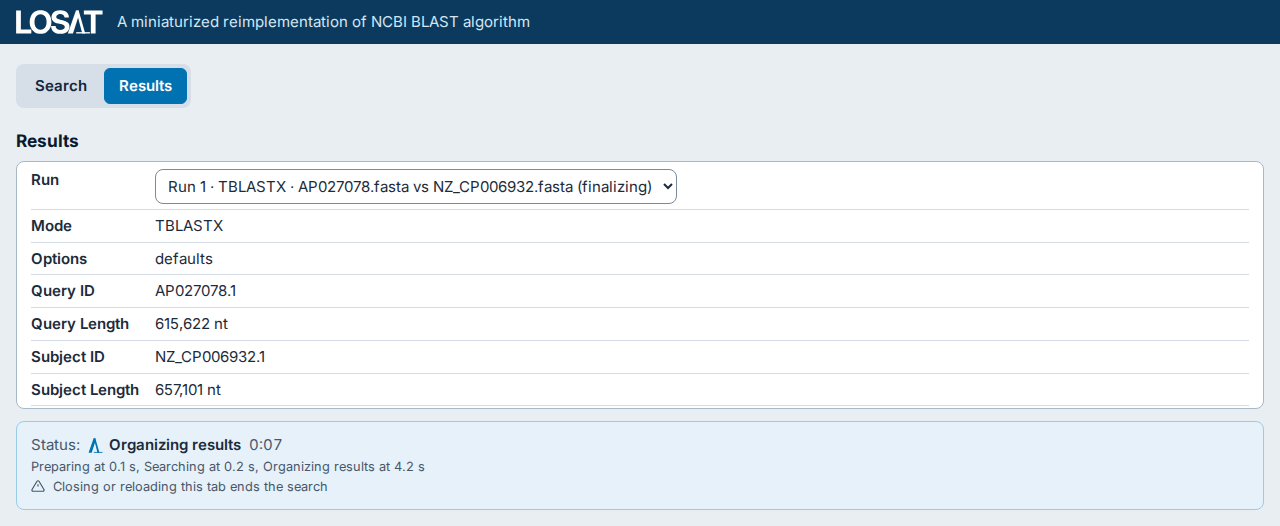 LOSAT A miniaturized reimplementation of NCBI BLAST algorithm
Search Results
Results
Run Run 1 · TBLASTX · AP027078.fasta vs NZ_CP006932.fasta (finalizing)
Mode TBLASTX
Options defaults
Query ID AP027078.1
Query Length 615,622 nt
Subject ID NZ_CP006932.1
Subject Length 657,101 nt
Status: Organizing results 0:07
Preparing at 0.1 s, Searching at 0.2 s, Organizing results at 4.2 s
Closing or reloading this tab ends the search